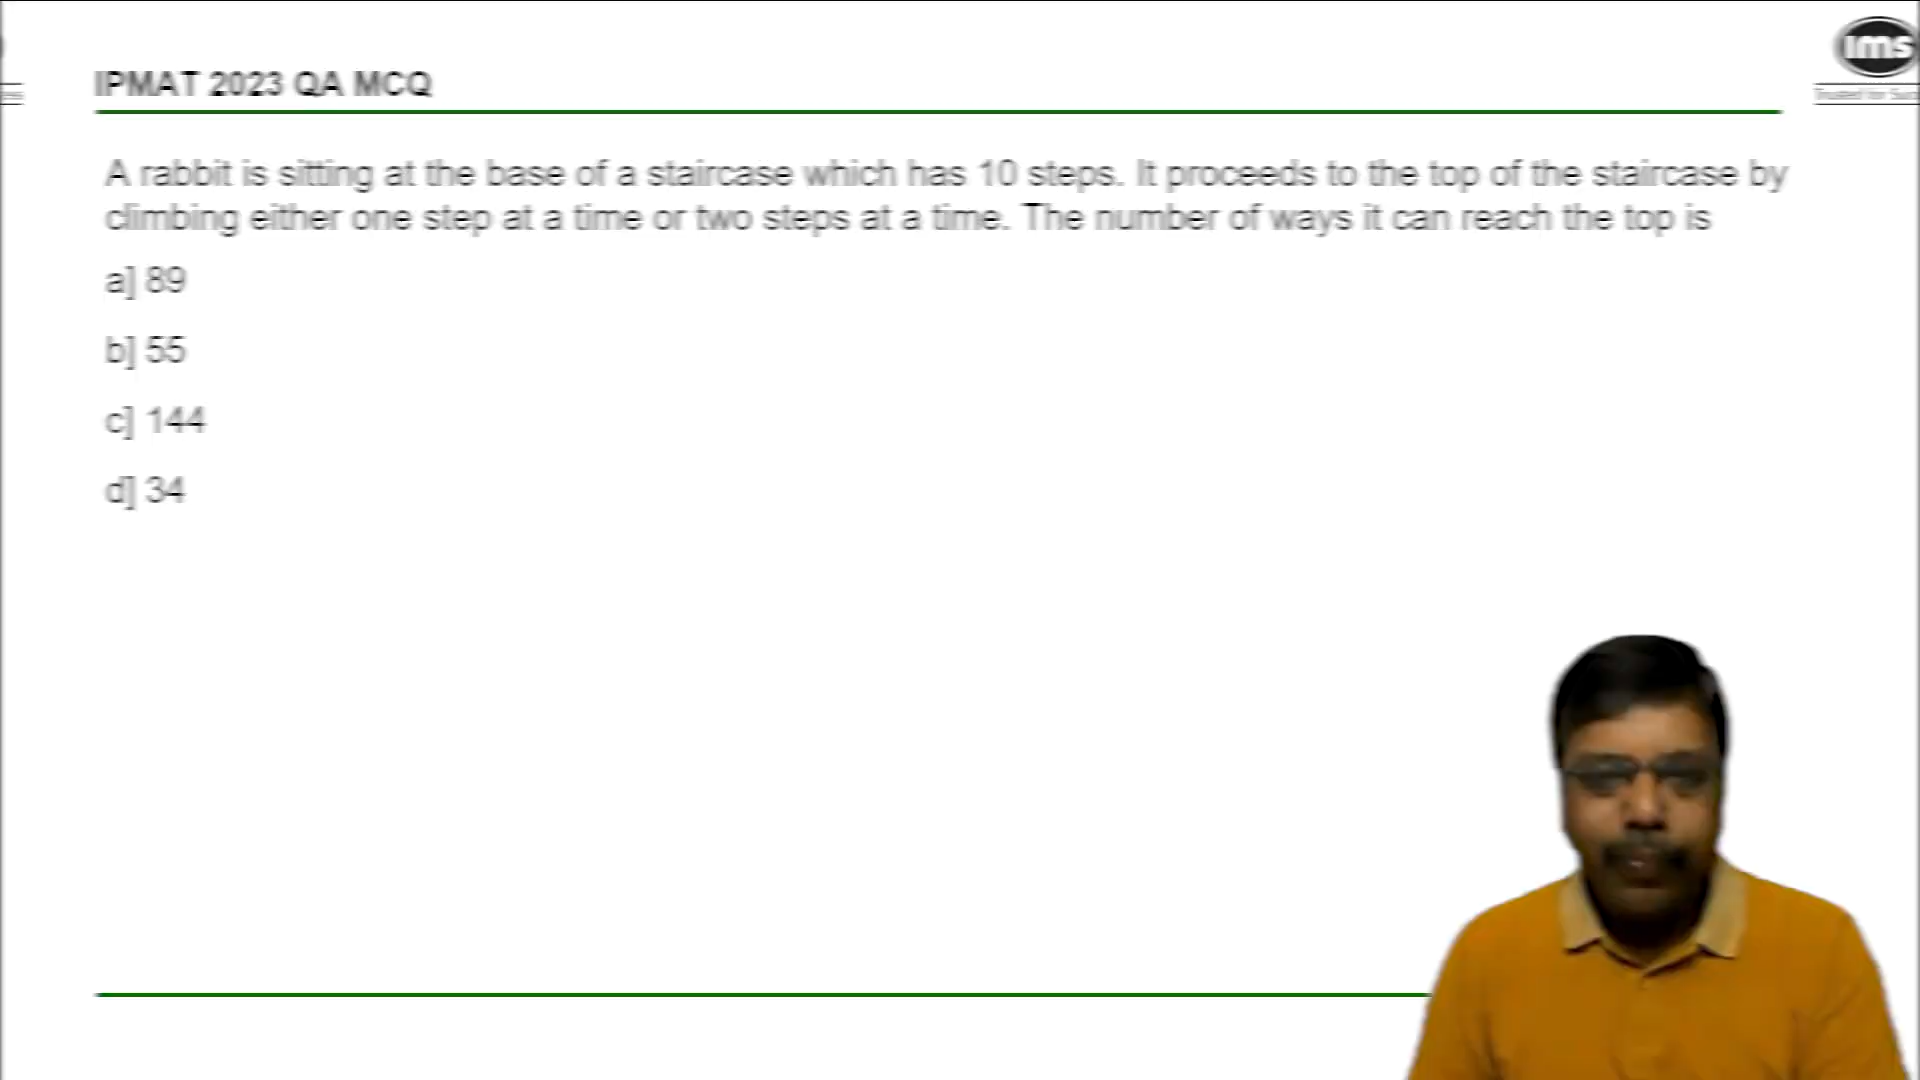 ims
IPMAT 2023 QA MCQ
A rabbit is sitting at the base of a staircase which has 10 steps. It proceeds to the top of the staircase by
climbing either one step at a time or two steps at a time. The number of ways it can reach the top is
a] 89
b] 55
c] 144
d] 34